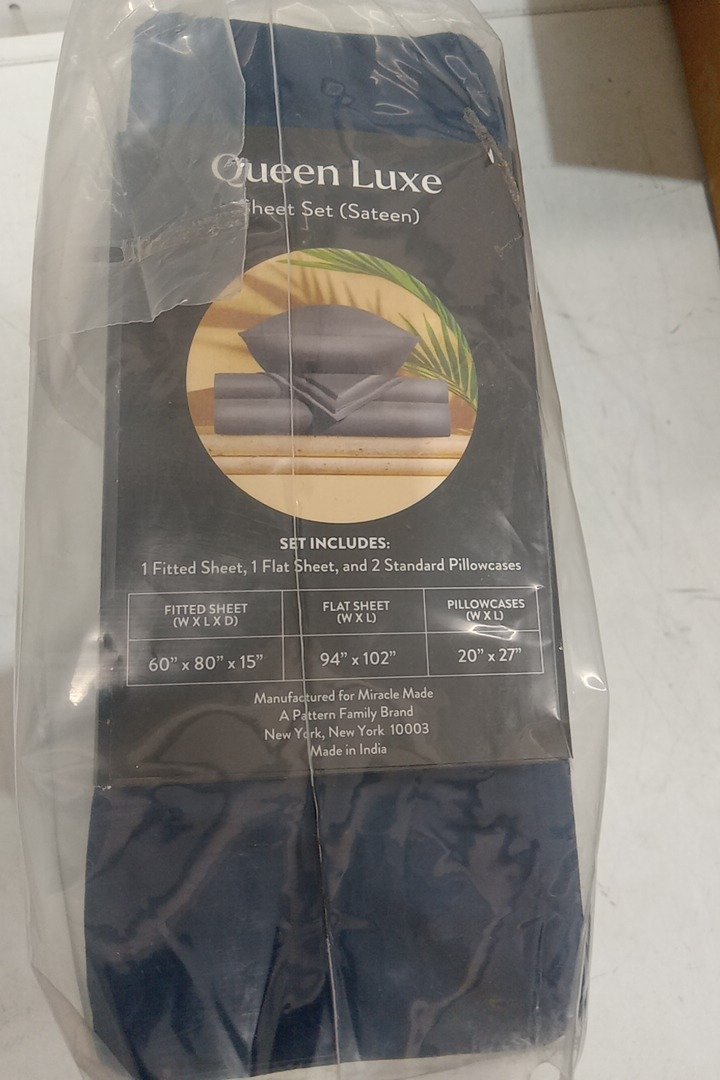 Queen Luxe
Sheet Set (Sateen)
SET INCLUDES:
1 Fitted Sheet, 1 Flat Sheet, and 2 Standard Pillowcases
FITTED SHEET FLAT SHEET PILLOWCASES
(W X L X D) (W X L) (W X L)
60” x 80” x 15” 94” x 102” 20” x 27”
Manufactured for Miracle Made
A Pattern Family Brand
New York, New York 10003
Made in India